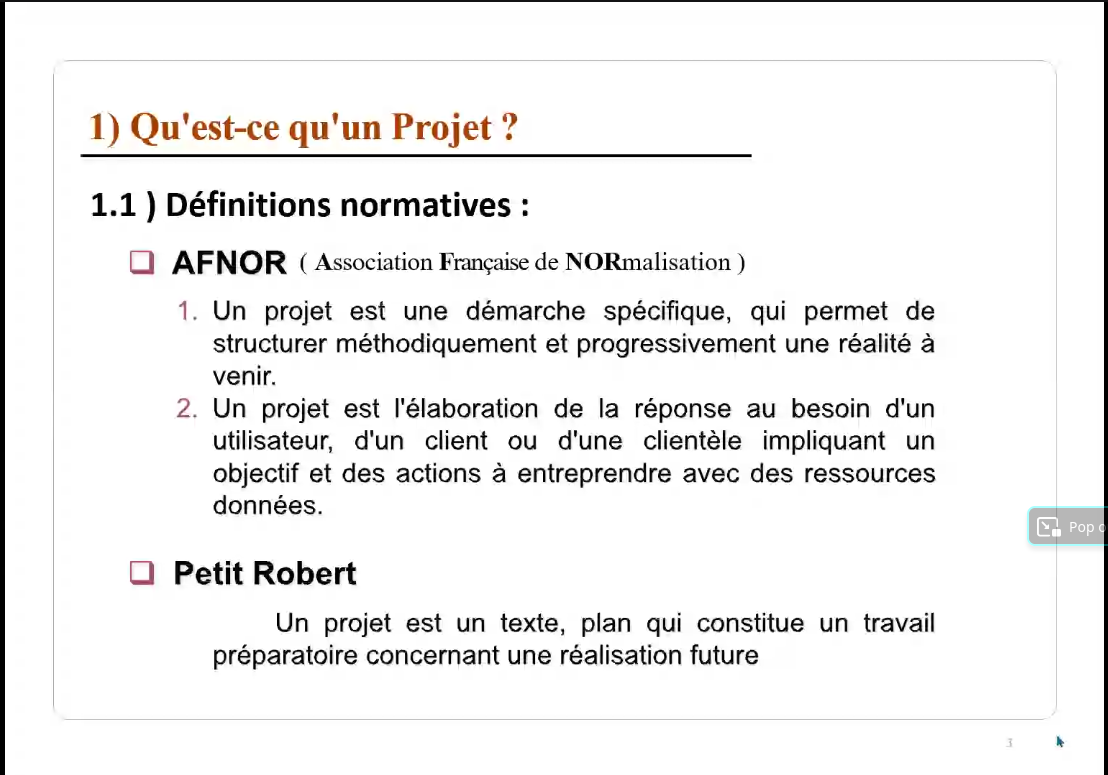 1) Qu'est-ce qu'un Projet ?
1.1 ) Définitions normatives :
AFNOR ( Association Française de NORmalisation )
1. Un projet est une démarche spécifique, qui permet de
structurer méthodiquement et progressivement une réalité à
venir.
2. Un projet est l'élaboration de la réponse au besoin d'un
utilisateur, d'un client ou d'une clientèle impliquant un
objectif et des actions à entreprendre avec des ressources
données.
Pop o
Petit Robert
Un projet est un texte, plan qui constitue un travail
préparatoire concernant une réalisation future
3